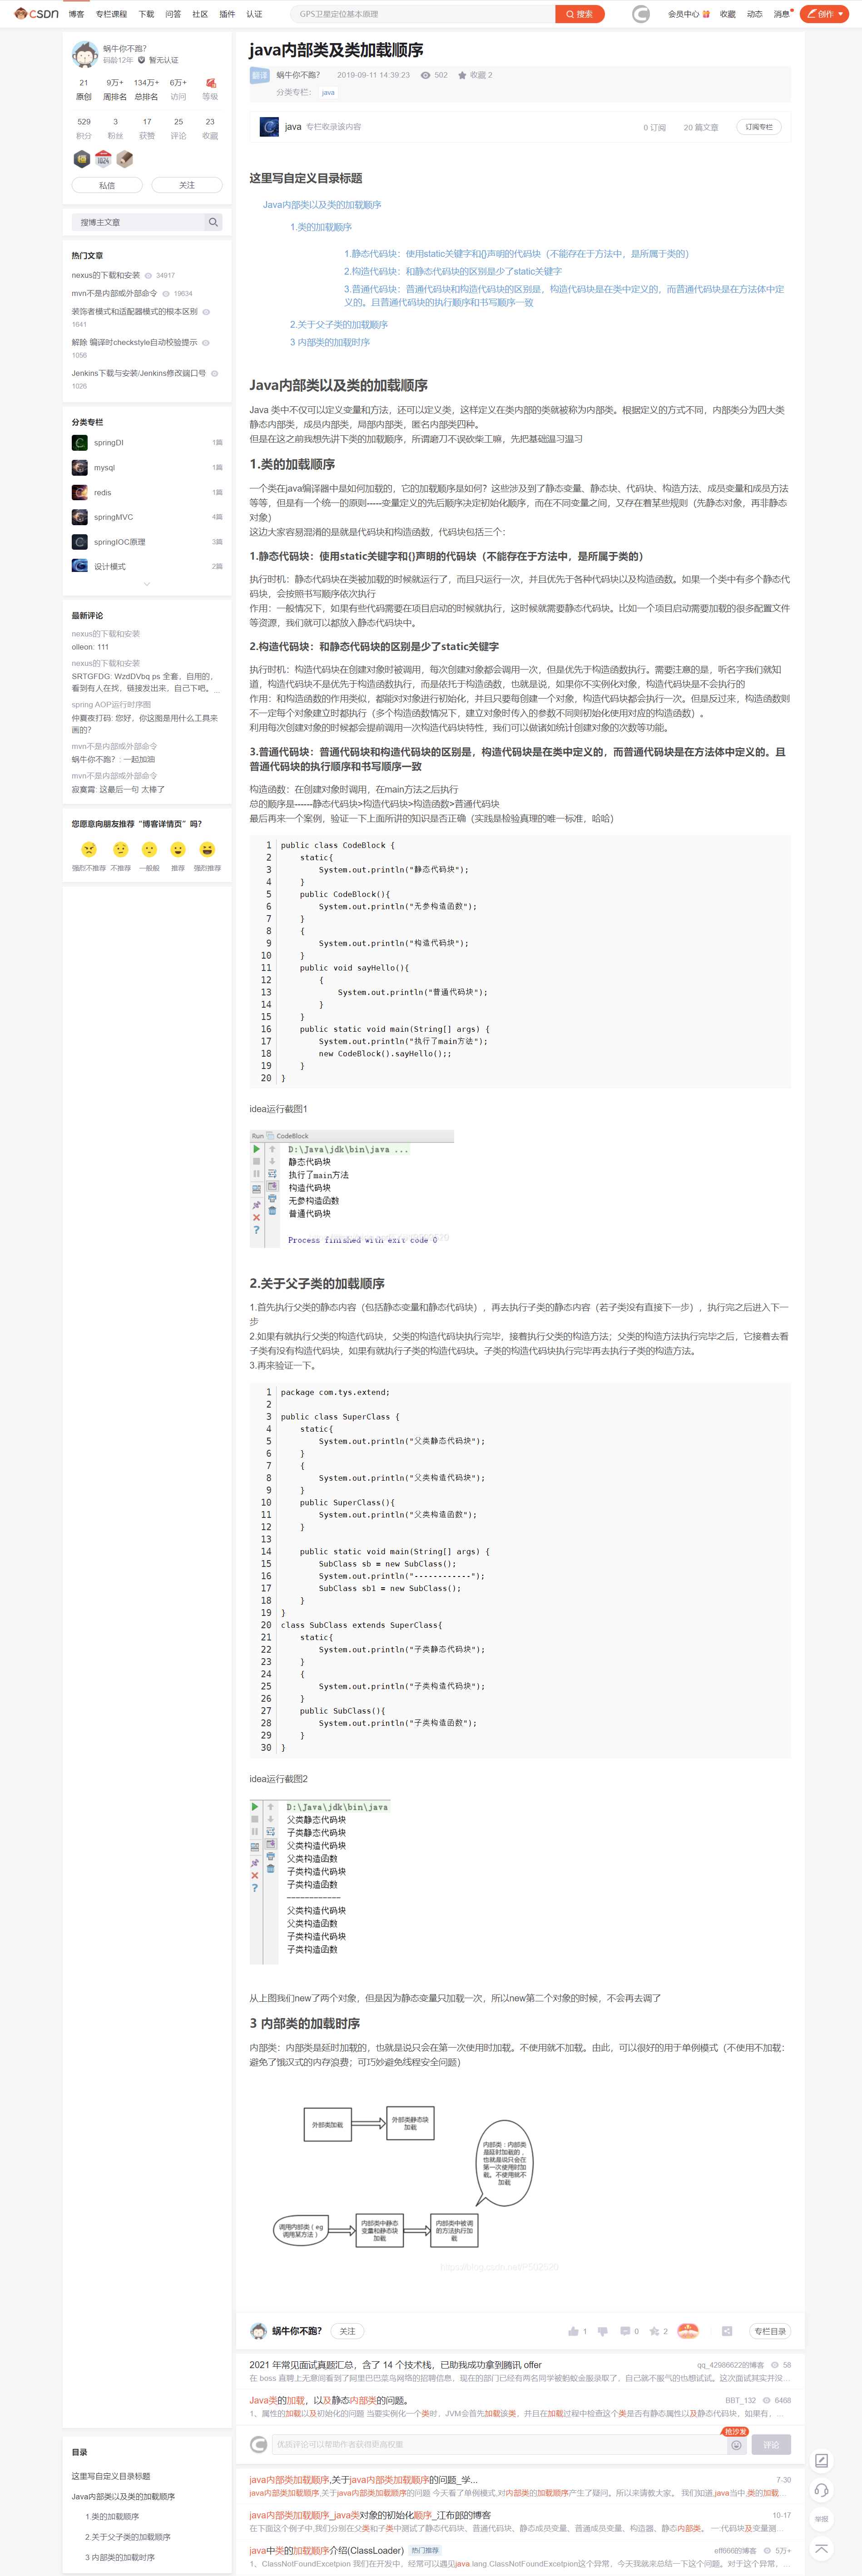 CSDN 博客 专栏课程 下载 问答 社区 插件 认证 GPS卫星定位基本原理 搜索 会员中心 收藏 动态 消息 创作
蜗牛你不跑?
码龄12年 暂无认证
21 9万+ 134万+ 6万+
原创 周排名 总排名 访问 等级
529 3 17 25 23
积分 粉丝 获赞 评论 收藏
私信 关注
搜博主文章
热门文章
nexus的下载和安装 34917
mvn不是内部或外部命令 19634
装饰者模式和适配器模式的根本区别
1641
解除 编译时checkstyle自动校验提示
1056
Jenkins下载与安装/Jenkins修改端口号
1026
分类专栏
springDI 1篇
mysql 1篇
redis 1篇
springMVC 4篇
springIOC原理 3篇
设计模式 2篇
最新评论
nexus的下载和安装
olleon: 111
nexus的下载和安装
SRTGFDG: WzdDVbq ps 全套，自用的，
看到有人在找，链接发出来，自己下吧。
spring AOP运行时序图
仲夏夜打码: 您好，你这图是用什么工具来
画的?
mvn不是内部或外部命令
蜗牛你不跑? : 一起加油
mvn不是内部或外部命令
寂寞霜: 这最后一句 太棒了
您愿意向朋友推荐“博客详情页”吗?
强烈不推荐 不推荐 一般般 推荐 强烈推荐
目录
这里写自定义目录标题
Java内部类以及类的加载顺序
1.类的加载顺序
2.关于父子类的加载顺序
3 内部类的加载时序
java内部类及类加载顺序
翻译 蜗牛你不跑? 2019-09-11 14:39:23 502 收藏 2
分类专栏： java
java 专栏收录该内容 0 订阅 20 篇文章 订阅专栏
这里写自定义目录标题
Java内部类以及类的加载顺序
1.类的加载顺序
1.静态代码块：使用static关键字和{}声明的代码块（不能存在于方法中，是所属于类的）
2.构造代码块：和静态代码块的区别是少了static关键字
3.普通代码块：普通代码块和构造代码块的区别是，构造代码块是在类中定义的，而普通代码块是在方法体中定
义的。且普通代码块的执行顺序和书写顺序一致
2.关于父子类的加载顺序
3 内部类的加载时序
Java内部类以及类的加载顺序
Java 类中不仅可以定义变量和方法，还可以定义类，这样定义在类内部的类就被称为内部类。根据定义的方式不同，内部类分为四大类
静态内部类，成员内部类，局部内部类，匿名内部类四种。
但是在这之前我想先讲下类的加载顺序，所谓磨刀不误砍柴工嘛，先把基础温习温习
1.类的加载顺序
一个类在java编译器中是如何加载的，它的加载顺序是如何？这些涉及到了静态变量、静态块、代码块、构造方法、成员变量和成员方法
等等，但是有一个统一的原则-----变量定义的先后顺序决定初始化顺序，而在不同变量之间，又存在着某些规则（先静态对象，再非静态
对象）
这边大家容易混淆的是就是代码块和构造函数，代码块包括三个：
1.静态代码块：使用static关键字和{}声明的代码块（不能存在于方法中，是所属于类的）
执行时机：静态代码块在类被加载的时候就运行了，而且只运行一次，并且优先于各种代码块以及构造函数。如果一个类中有多个静态代
码块，会按照书写顺序依次执行
作用：一般情况下，如果有些代码需要在项目启动的时候就执行，这时候就需要静态代码块。比如一个项目启动需要加载的很多配置文件
等资源，我们就可以都放入静态代码块中。
2.构造代码块：和静态代码块的区别是少了static关键字
执行时机：构造代码块在创建对象时被调用，每次创建对象都会调用一次，但是优先于构造函数执行。需要注意的是，听名字我们就知
道，构造代码块不是优先于构造函数执行，而是依托于构造函数，也就是说，如果你不实例化对象，构造代码块是不会执行的
作用：和构造函数的作用类似，都能对对象进行初始化，并且只要每创建一个对象，构造代码块都会执行一次。但是反过来，构造函数则
不一定每个对象建立时都执行（多个构造函数情况下，建立对象时传入的参数不同则初始化使用对应的构造函数）。
利用每次创建对象的时候都会提前调用一次构造代码块特性，我们可以做诸如统计创建对象的次数等功能。
3.普通代码块：普通代码块和构造代码块的区别是，构造代码块是在类中定义的，而普通代码块是在方法体中定义的。且
普通代码块的执行顺序和书写顺序一致
构造函数：在创建对象时调用，在main方法之后执行
总的顺序是------静态代码块>构造代码块>构造函数>普通代码块
最后再来一个案例，验证一下上面所讲的知识是否正确（实践是检验真理的唯一标准，哈哈）
1 public class CodeBlock {
2 static{
3 System.out.println("静态代码块");
4 }
5 public CodeBlock(){
6 System.out.println("无参构造函数");
7 }
8 {
9 System.out.println("构造代码块");
10 }
11 public void sayHello(){
12 {
13 System.out.println("普通代码块");
14 }
15 }
16 public static void main(String[] args) {
17 System.out.println("执行了main方法");
18 new CodeBlock().sayHello();;
19 }
20 }
idea运行截图1
Run CodeBlock
D:\Java\jdk\bin\java ...
静态代码块
执行了main方法
构造代码块
无参构造函数
普通代码块
Process finished with exit code 0
2.关于父子类的加载顺序
1.首先执行父类的静态内容（包括静态变量和静态代码块），再去执行子类的静态内容（若子类没有直接下一步），执行完之后进入下一
步
2.如果有就执行父类的构造代码块，父类的构造代码块执行完毕，接着执行父类的构造方法；父类的构造方法执行完毕之后，它接着去看
子类有没有构造代码块，如果有就执行子类的构造代码块。子类的构造代码块执行完毕再去执行子类的构造方法。
3.再来验证一下。
1 package com.tys.extend;
2
3 public class SuperClass {
4 static{
5 System.out.println("父类静态代码块");
6 }
7 {
8 System.out.println("父类构造代码块");
9 }
10 public SuperClass(){
11 System.out.println("父类构造函数");
12 }
13
14 public static void main(String[] args) {
15 SubClass sb = new SubClass();
16 System.out.println("------------");
17 SubClass sb1 = new SubClass();
18 }
19 }
20 class SubClass extends SuperClass{
21 static{
22 System.out.println("子类静态代码块");
23 }
24 {
25 System.out.println("子类构造代码块");
26 }
27 public SubClass(){
28 System.out.println("子类构造函数");
29 }
30 }
idea运行截图2
D:\Java\jdk\bin\java
父类静态代码块
子类静态代码块
父类构造代码块
父类构造函数
子类构造代码块
子类构造函数
------------
父类构造代码块
父类构造函数
子类构造代码块
子类构造函数
从上图我们new了两个对象，但是因为静态变量只加载一次，所以new第二个对象的时候，不会再去调了
3 内部类的加载时序
内部类：内部类是延时加载的，也就是说只会在第一次使用时加载。不使用就不加载。由此，可以很好的用于单例模式（不使用不加载：
避免了饿汉式的内存浪费；可巧妙避免线程安全问题）
外部类加载
外部类静态块
加载
内部类：内部类
是延时加载的，
也就是说只会在
第一次使用时加
载。不使用就不
加载
调用内部类（eg
调用某方法）
内部类中静态
变量和静态块
加载
内部类中被调
的方法执行加
载
蜗牛你不跑? 关注 1 0 2 专栏目录
2021 年常见面试真题汇总，含了 14 个技术栈，已助我成功拿到腾讯 offer qq_42986622的博客 58
在 boss 直聘上无意间看到了阿里巴巴菜鸟网络的招聘信息，现在的部门已经有两名同学被蚂蚁金服录取了，自己就不服气的也想试试。这次面试其实并没...
Java类的加载，以及静态内部类的问题。 BBT_132 6468
1、属性的加载以及初始化的问题 当要实例化一个类时，JVM会首先加载该类，并且在加载过程中检查这个类是否有静态属性以及静态代码块，如果有，...
优质评论可以帮助作者获得更高权重 抢沙发 评论
java内部类加载顺序,关于java内部类加载顺序的问题_学... 7-30
java内部类加载顺序,关于java内部类加载顺序的问题 今天看了单例模式,对内部类的加载顺序产生了疑问。所以来请教大家。 我们知道,java当中,类的加载...
java内部类加载顺序_java类对象的初始化顺序_江布郎的博客 10-17
在下面这个例子中,我们分别在父类和子类中测试了静态代码块、普通代码块、静态成员变量、普通成员变量、构造器、静态内部类。 一:代码块及变量测...
java中类的加载顺序介绍(ClassLoader) 热门推荐 eff666的博客 5万+
1、ClassNotFoundExcetpion 我们在开发中，经常可以遇见java.lang.ClassNotFoundExcetpion这个异常，今天我就来总结一下这个问题。对于这个异常，...
举报